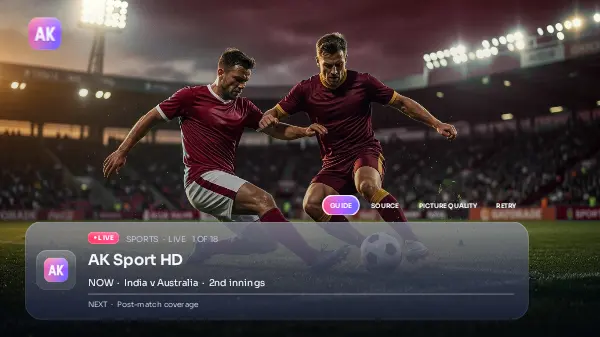 AK
GUIDE
SOURCE
PICTURE QUALITY
RETRY
LIVE
SPORTS · LIVE 1 OF 18
AK
AK Sport HD
NOW · India v Australia · 2nd innings
NEXT · Post-match coverage